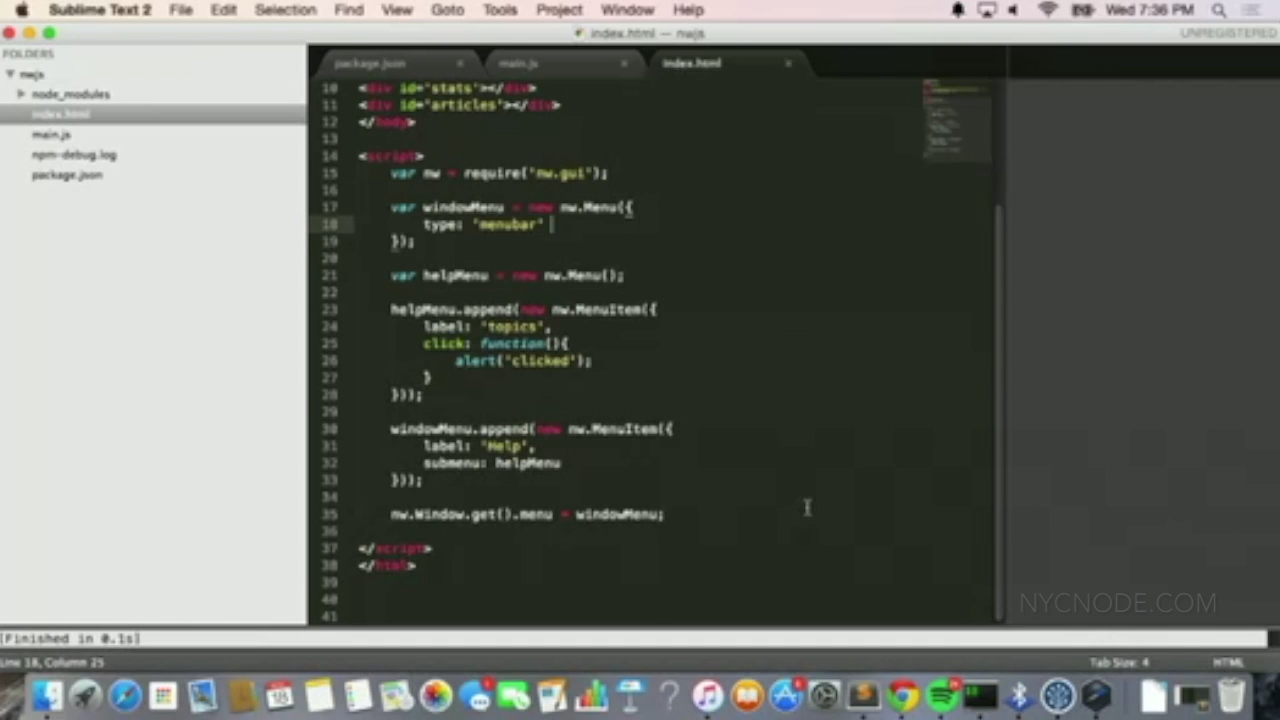 Sublime Text 2 File Edit Selection Find View Goto Tools Project Window Help Wed 7:36 PM
index.html — nwjs UNREGISTERED
FOLDERS
nwjs
node_modules
index.html
main.js
npm-debug.log
package.json
package.json × main.js × index.html ×
10 <div id='stats'></div>
11 <div id='articles'></div>
12 </body>
13
14 <script>
15 var nw = require('nw.gui');
16
17 var windowMenu = new nw.Menu({
18 type: 'menubar'
19 });
20
21 var helpMenu = new nw.Menu();
22
23 helpMenu.append(new nw.MenuItem({
24 label: 'topics',
25 click: function(){
26 alert('clicked');
27 }
28 }));
29
30 windowMenu.append(new nw.MenuItem({
31 label: 'Help',
32 submenu: helpMenu
33 }));
34
35 nw.Window.get().menu = windowMenu;
36
37 </script>
38 </html>
39
40
41
NYCNODE.COM
[Finished in 0.1s]
Line 18, Column 25 Tab Size: 4 HTML
18